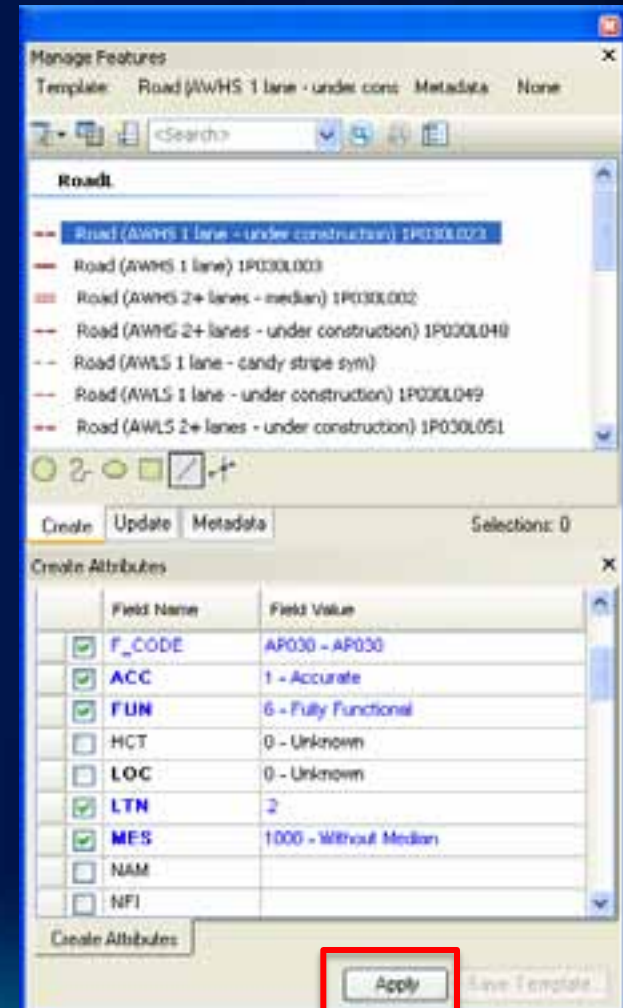 Manage Features
Template: Road (AWHS 1 lane - under cons Metadata None
<Search>
RoadL
Road (AWHS 1 lane - under construction) 1P030L023
Road (AWHS 1 lane) 1P030L003
Road (AWHS 2+ lanes - median) 1P030L002
Road (AWHS 2+ lanes - under construction) 1P030L048
Road (AWLS 1 lane - candy stripe sym)
Road (AWLS 1 lane - under construction) 1P030L049
Road (AWLS 2+ lanes - under construction) 1P030L051
Create Update Metadata Selections: 0
Create Attributes
Field Name Field Value
F_CODE AP030 - AP030
ACC 1 - Accurate
FUN 6 - Fully Functional
HCT 0 - Unknown
LOC 0 - Unknown
LTN 2
MES 1000 - Without Median
NAM
NFI
Create Attributes
Apply Save Template